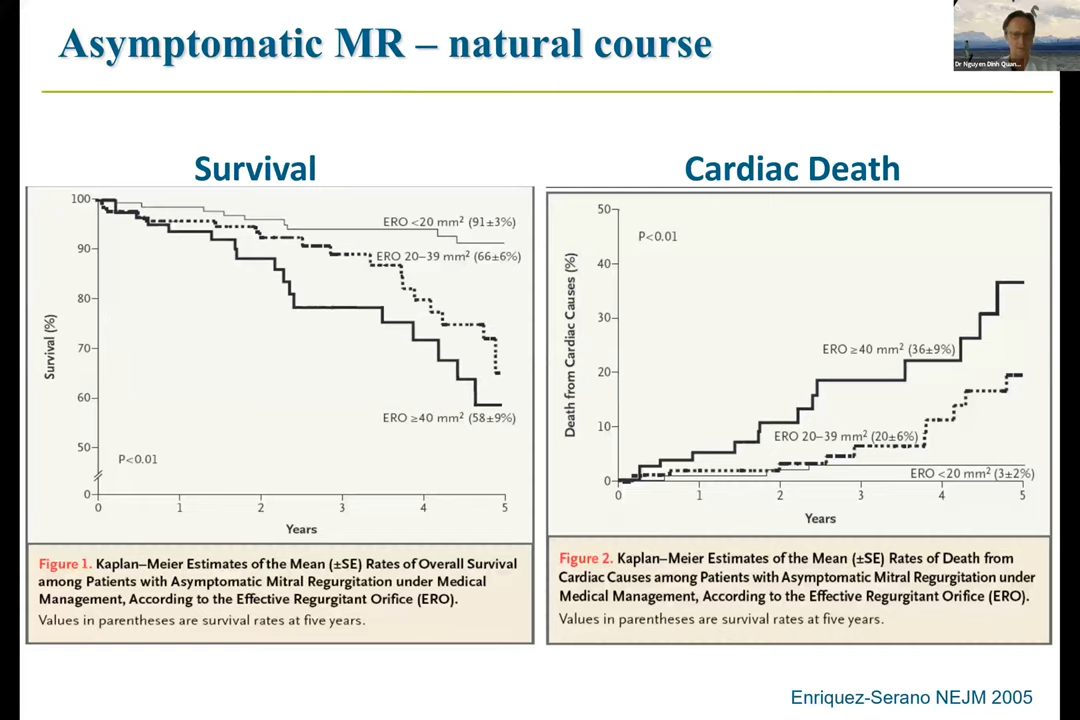 Asymptomatic MR – natural course
Dr Nguyen Dinh Quan...
Survival
100
90
80
70
60
50
0
Survival (%)
ERO <20 mm² (91±3%)
ERO 20–39 mm² (66±6%)
ERO ≥40 mm² (58±9%)
P<0.01
0 1 2 3 4 5
Years
Figure 1. Kaplan–Meier Estimates of the Mean (±SE) Rates of Overall Survival
among Patients with Asymptomatic Mitral Regurgitation under Medical
Management, According to the Effective Regurgitant Orifice (ERO).
Values in parentheses are survival rates at five years.
Cardiac Death
50
40
30
20
10
0
Death from Cardiac Causes (%)
P<0.01
ERO ≥40 mm² (36±9%)
ERO 20–39 mm² (20±6%)
ERO <20 mm² (3±2%)
0 1 2 3 4 5
Years
Figure 2. Kaplan–Meier Estimates of the Mean (±SE) Rates of Death from
Cardiac Causes among Patients with Asymptomatic Mitral Regurgitation under
Medical Management, According to the Effective Regurgitant Orifice (ERO).
Values in parentheses are survival rates at five years.
Enriquez-Serano NEJM 2005